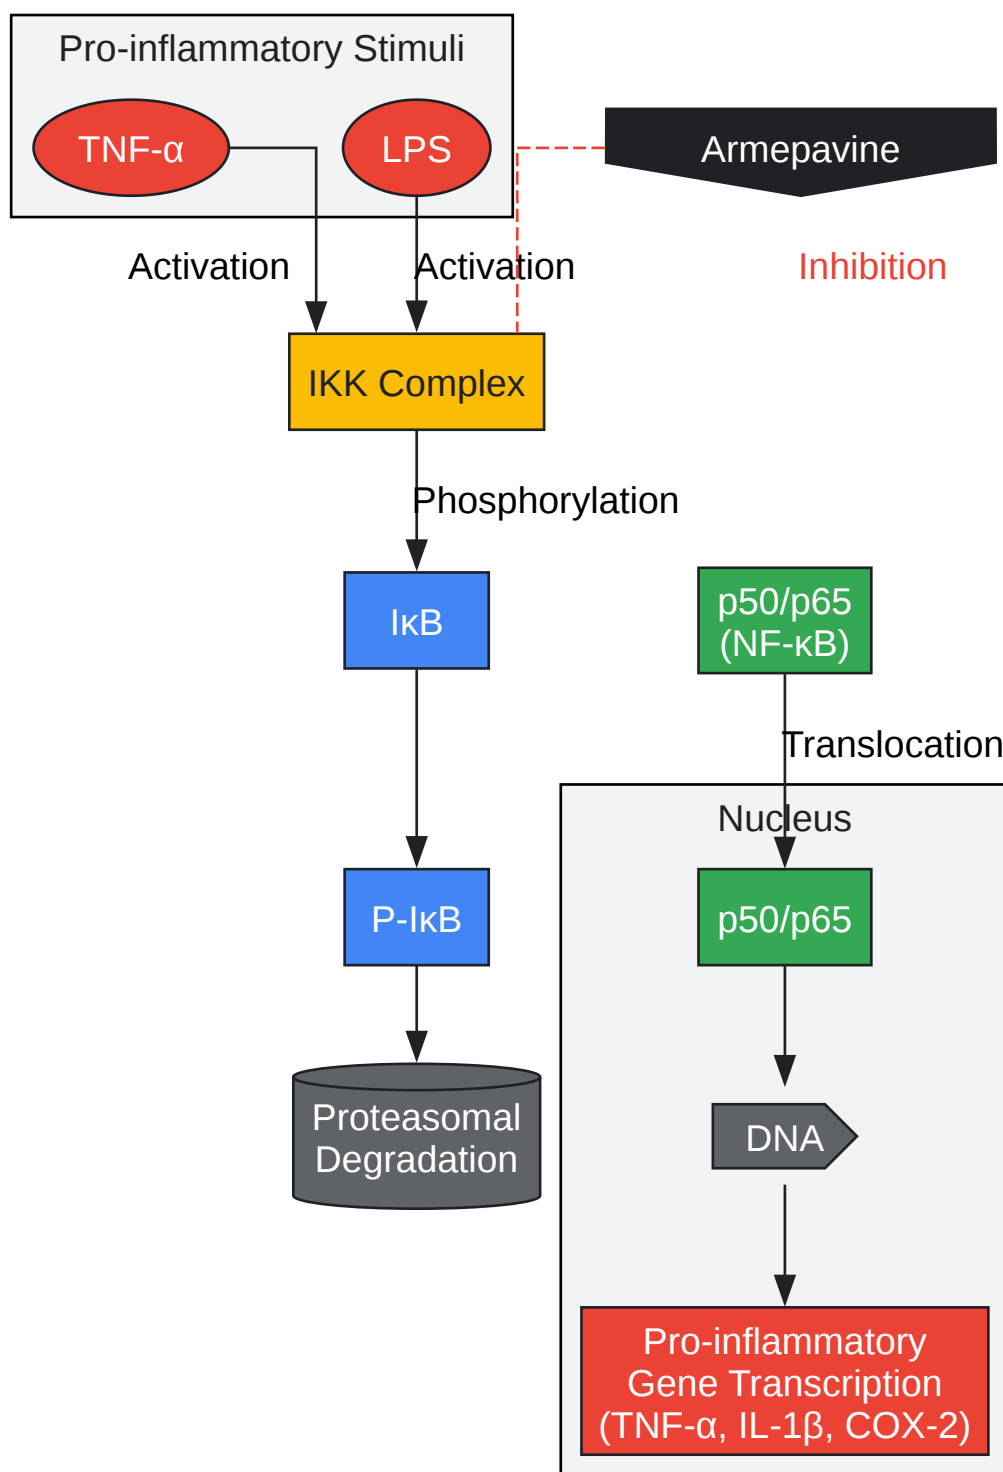 Pro-inflammatory Stimuli
TNF-α
LPS
Armepavine
Activation
Activation
Inhibition
IKK Complex
Phosphorylation
IκB
p50/p65
(NF-κB)
Translocation
Nucleus
P-IκB
p50/p65
Proteasomal
Degradation
DNA
Pro-inflammatory
Gene Transcription
(TNF-α, IL-1β, COX-2)